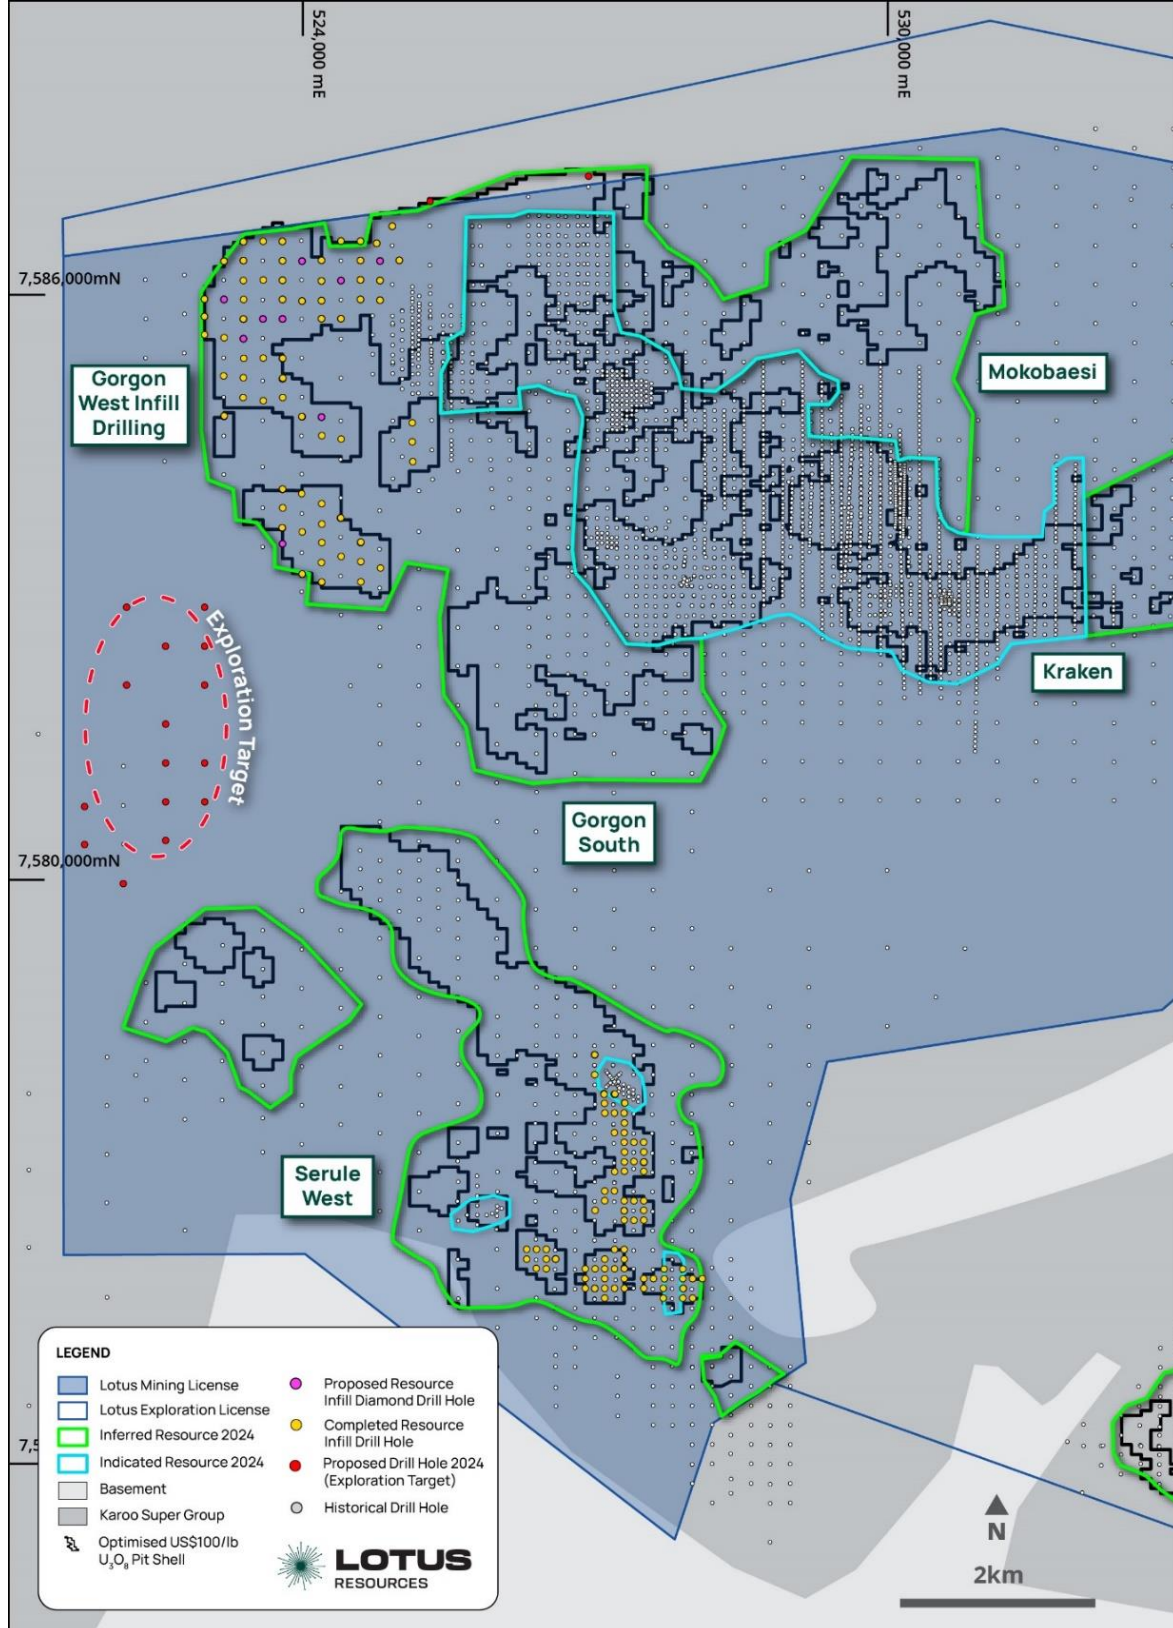 524,000 mE
530,000 mE
7,586,000mN
Gorgon
West Infill
Drilling
Mokobaesi
Kraken
Exploration Target
Gorgon
South
7,580,000mN
Serule
West
7,5
LEGEND
Lotus Mining License
Lotus Exploration License
Inferred Resource 2024
Indicated Resource 2024
Basement
Karoo Super Group
Optimised US$100/lb
U₃O₈ Pit Shell
Proposed Resource
Infill Diamond Drill Hole
Completed Resource
Infill Drill Hole
Proposed Drill Hole 2024
(Exploration Target)
Historical Drill Hole
LOTUS
RESOURCES
N
2km